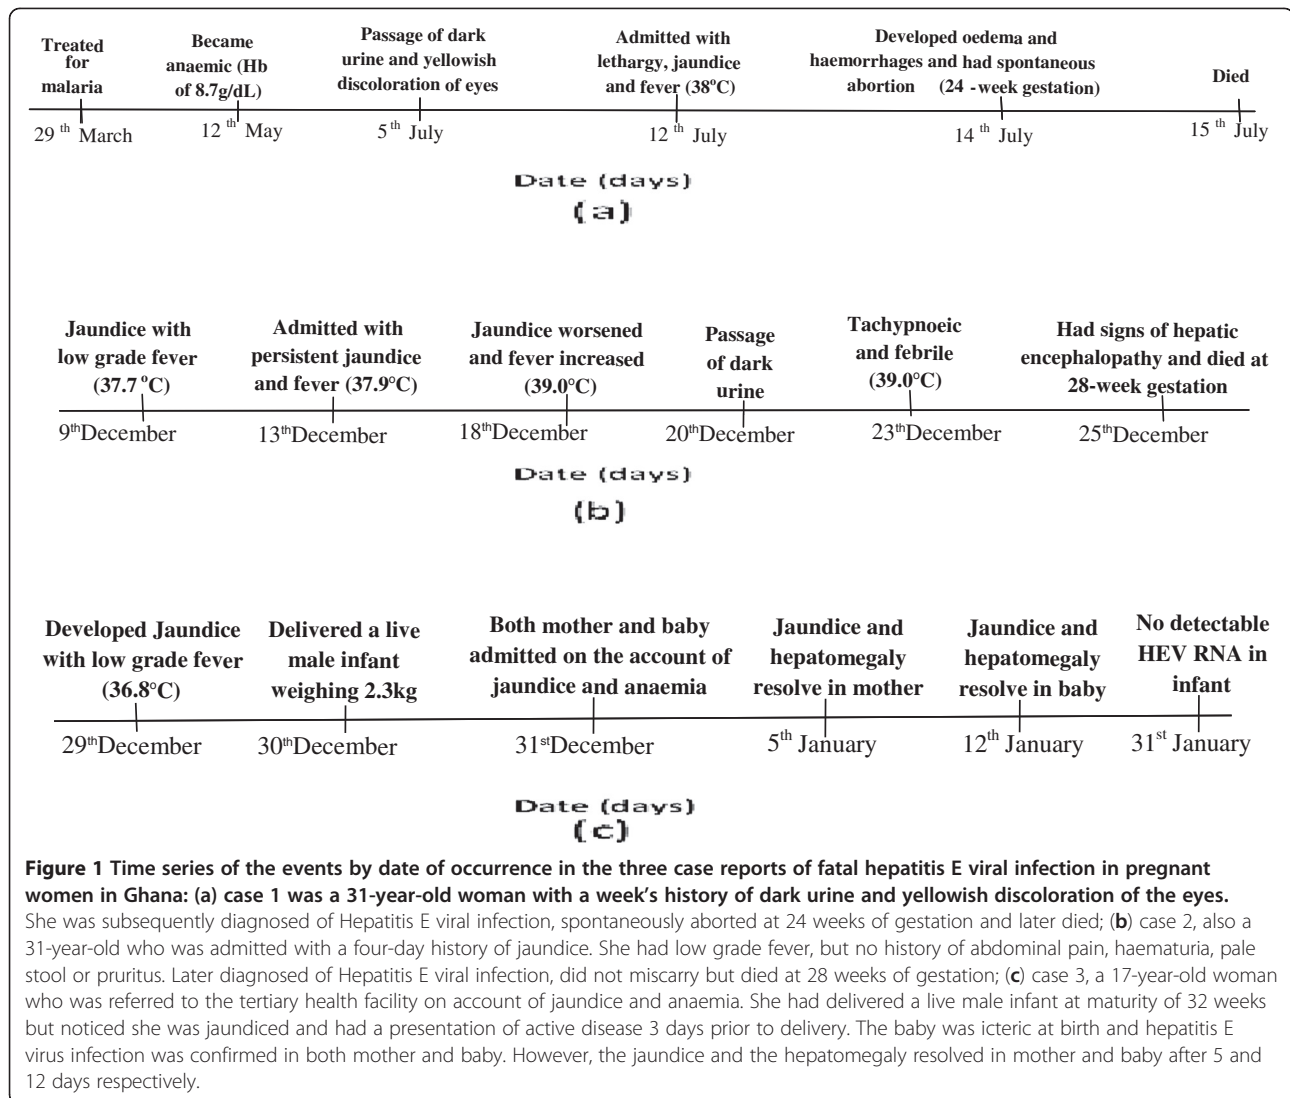 Treated
for
malaria
Became
anaemic (Hb
of 8.7g/dL)
Passage of dark
urine and yellowish
discoloration of eyes
Admitted with
lethargy, jaundice
and fever (38°C)
Developed oedema and
haemorrhages and had spontaneous
abortion (24 -week gestation)
Died
29 th March
12 th May
5 th July
12 th July
14 th July
15 th July
Date (days)
(a)
Jaundice with
low grade fever
(37.7 °C)
Admitted with
persistent jaundice
and fever (37.9°C)
Jaundice worsened
and fever increased
(39.0°C)
Passage
of dark
urine
Tachypnoeic
and febrile
(39.0°C)
Had signs of hepatic
encephalopathy and died at
28-week gestation
9thDecember
13thDecember
18thDecember
20thDecember
23thDecember
25thDecember
Date (days)
(b)
Developed Jaundice
with low grade fever
(36.8°C)
Delivered a live
male infant
weighing 2.3kg
Both mother and baby
admitted on the account of
jaundice and anaemia
Jaundice and
hepatomegaly
resolve in mother
Jaundice and
hepatomegaly
resolve in baby
No detectable
HEV RNA in
infant
29thDecember
30thDecember
31stDecember
5th January
12th January
31st January
Date (days)
(c)
Figure 1 Time series of the events by date of occurrence in the three case reports of fatal hepatitis E viral infection in pregnant
women in Ghana: (a) case 1 was a 31-year-old woman with a week's history of dark urine and yellowish discoloration of the eyes.
She was subsequently diagnosed of Hepatitis E viral infection, spontaneously aborted at 24 weeks of gestation and later died; (b) case 2, also a
31-year-old who was admitted with a four-day history of jaundice. She had low grade fever, but no history of abdominal pain, haematuria, pale
stool or pruritus. Later diagnosed of Hepatitis E viral infection, did not miscarry but died at 28 weeks of gestation; (c) case 3, a 17-year-old woman
who was referred to the tertiary health facility on account of jaundice and anaemia. She had delivered a live male infant at maturity of 32 weeks
but noticed she was jaundiced and had a presentation of active disease 3 days prior to delivery. The baby was icteric at birth and hepatitis E
virus infection was confirmed in both mother and baby. However, the jaundice and the hepatomegaly resolved in mother and baby after 5 and
12 days respectively.